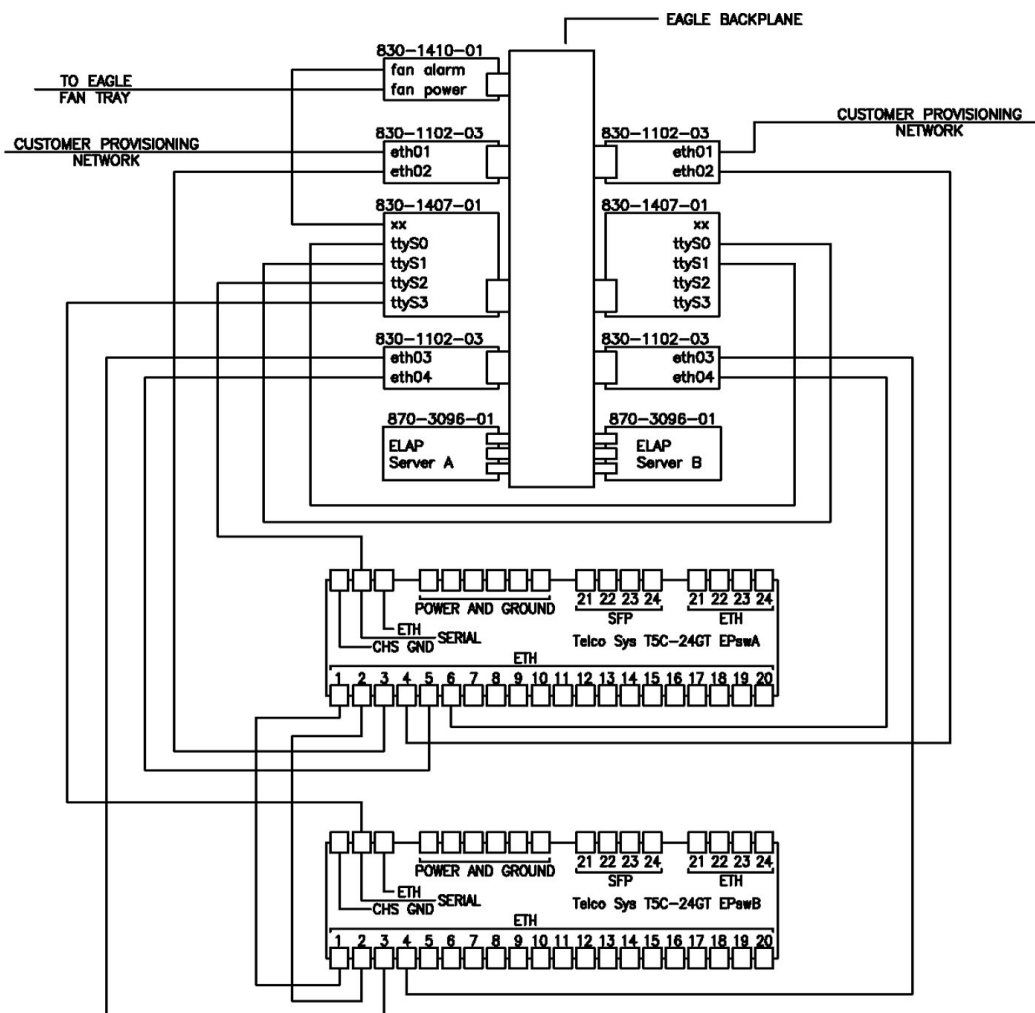 EAGLE BACKPLANE
830-1410-01
fan alarm
fan power
TO EAGLE
FAN TRAY
CUSTOMER PROVISIONING
NETWORK
830-1102-03
eth01
eth02
830-1102-03
eth01
eth02
CUSTOMER PROVISIONING
NETWORK
830-1407-01
xx
ttyS0
ttyS1
ttyS2
ttyS3
830-1407-01
xx
ttyS0
ttyS1
ttyS2
ttyS3
830-1102-03
eth03
eth04
830-1102-03
eth03
eth04
870-3096-01
ELAP
Server A
870-3096-01
ELAP
Server B
21 22 23 24
21 22 23 24
POWER AND GROUND
SFP
ETH
ETH
SERIAL
CHS GND
Telco Sys T5C-24GT EPswA
ETH
1 2 3 4 5 6 7 8 9 10 11 12 13 14 15 16 17 18 19 20
21 22 23 24
21 22 23 24
POWER AND GROUND
SFP
ETH
ETH
SERIAL
CHS GND
Telco Sys T5C-24GT EPswB
ETH
1 2 3 4 5 6 7 8 9 10 11 12 13 14 15 16 17 18 19 20